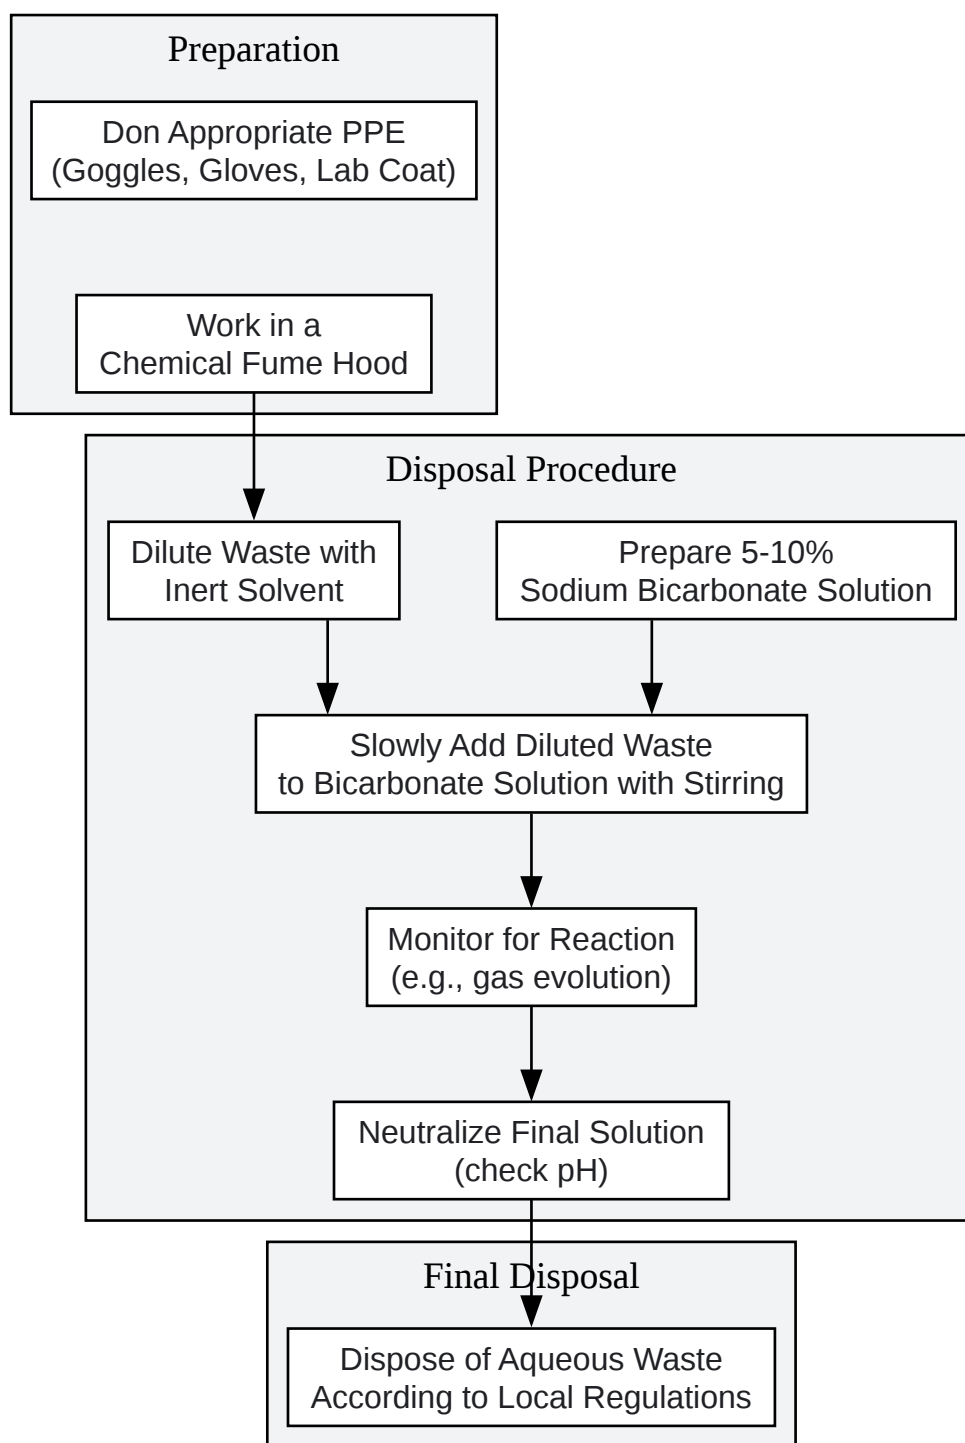 Preparation
Don Appropriate PPE
(Goggles, Gloves, Lab Coat)
Work in a
Chemical Fume Hood
Disposal Procedure
Dilute Waste with
Inert Solvent
Prepare 5-10%
Sodium Bicarbonate Solution
Slowly Add Diluted Waste
to Bicarbonate Solution with Stirring
Monitor for Reaction
(e.g., gas evolution)
Neutralize Final Solution
(check pH)
Final Disposal
Dispose of Aqueous Waste
According to Local Regulations